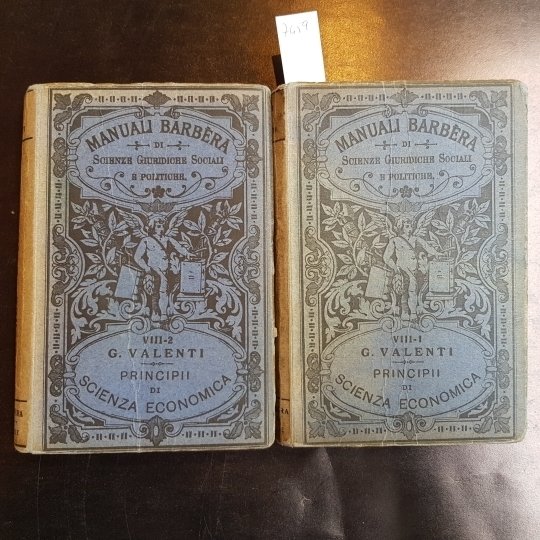 7219
MANUALI BARBÈRA
DI
SCIENZE GIURIDICHE SOCIALI
E POLITICHE.
VIII-2
G. VALENTI
PRINCIPII
DI
SCIENZA ECONOMICA
MANUALI BARBÈRA
DI
SCIENZE GIURIDICHE SOCIALI
E POLITICHE.
VIII-1
G. VALENTI
PRINCIPII
DI
SCIENZA ECONOMICA